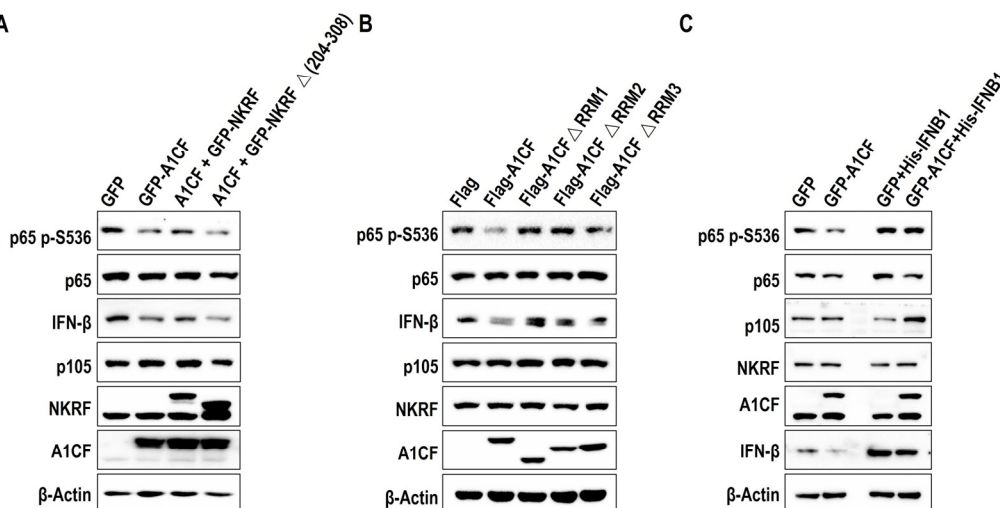 A
GFP
GFP-A1CF
A1CF + GFP-NKRF
A1CF + GFP-NKRF △ (204-308)
p65 p-S536
p65
IFN-β
p105
NKRF
A1CF
β-Actin
B
Flag
Flag-A1CF
Flag-A1CF △ RRM1
Flag-A1CF △ RRM2
Flag-A1CF △ RRM3
p65 p-S536
p65
IFN-β
p105
NKRF
A1CF
β-Actin
C
GFP
GFP-A1CF
GFP+His-IFNB1
GFP-A1CF+His-IFNB1
p65 p-S536
p65
p105
NKRF
A1CF
IFN-β
β-Actin